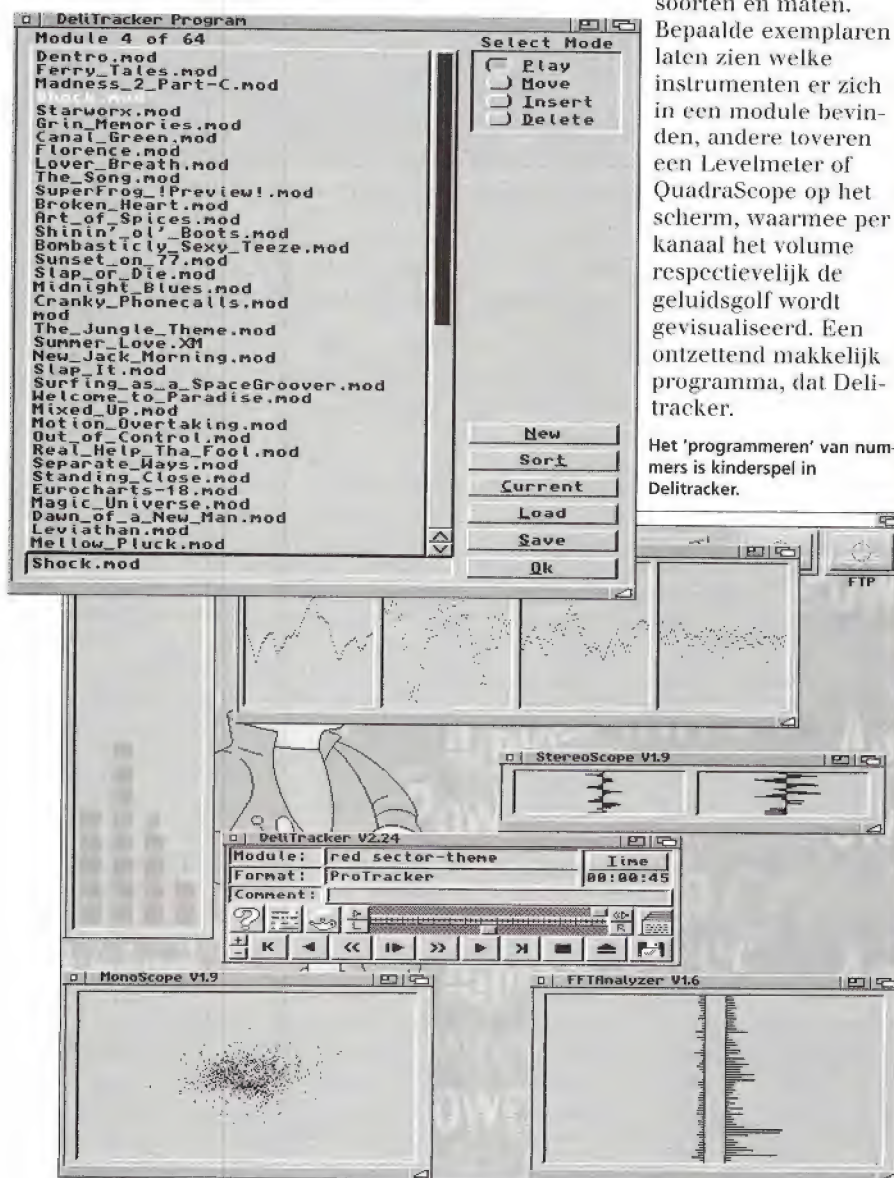 DeliTracker Program
Module 4 of 64
Dentro.mod
Ferry_Tales.mod
Madness_2_Part-C.mod
Shock.mod
Starworx.mod
Grin_Memories.mod
Canal_Green.mod
Florence.mod
Lover_Breath.mod
The_Song.mod
SuperFrog_!Preview!.mod
Broken_Heart.mod
Art_of_Spices.mod
Shinin'_ol'_Boots.mod
Bombasticly_Sexy_Teeze.mod
Sunset_on_77.mod
Slap_or_Die.mod
Midnight_Blues.mod
Cranky_Phonecalls.mod
mod
The_Jungle_Theme.mod
Summer_Love.XM
New_Jack_Morning.mod
Slap_It.mod
Surfing_as_a_SpaceGroover.mod
Welcome_to_Paradise.mod
Mixed_Up.mod
Motion_Overtaking.mod
Out_of_Control.mod
Real_Help_Tha_Fool.mod
Separate_Ways.mod
Standing_Close.mod
Eurocharts-18.mod
Magic_Universe.mod
Dawn_of_a_New_Man.mod
Leviathan.mod
Mellow_Pluck.mod
Shock.mod
Select Mode
Play
Move
Insert
Delete
New
Sort
Current
Load
Save
Ok
soorten en maten.
Bepaalde exemplaren
laten zien welke
instrumenten er zich
in een module bevin-
den, andere toveren
een Levelmeter of
QuadraScope op het
scherm, waarmee per
kanaal het volume
respectievelijk de
geluidsgolf wordt
gevisualiseerd. Een
ontzettend makkelijk
programma, dat Deli-
tracker.
Het 'programmeren' van num-
mers is kinderspel in
Delitracker.
FTP
StereoScope V1.9
DeliTracker V2.24
Module: red sector-theme Time
Format: ProTracker 00:00:45
Comment:
L R
MonoScope V1.9
FFTAnalyzer V1.6